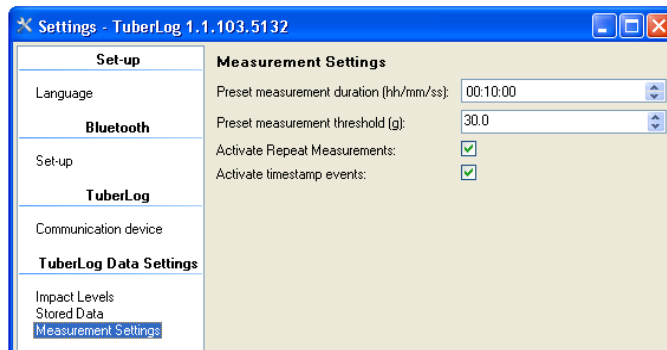 Settings - TuberLog 1.1.103.5132
Set-up
Language
Bluetooth
Set-up
TuberLog
Communication device
TuberLog Data Settings
Impact Levels
Stored Data
Measurement Settings
Measurement Settings
Preset measurement duration (hh/mm/ss): 00:10:00
Preset measurement threshold (g): 30.0
Activate Repeat Measurements:
Activate timestamp events: